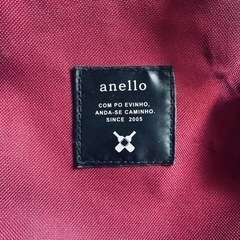 anello
COM PO EVINHO,
ANDA-SE CAMINHO.
SINCE 2005